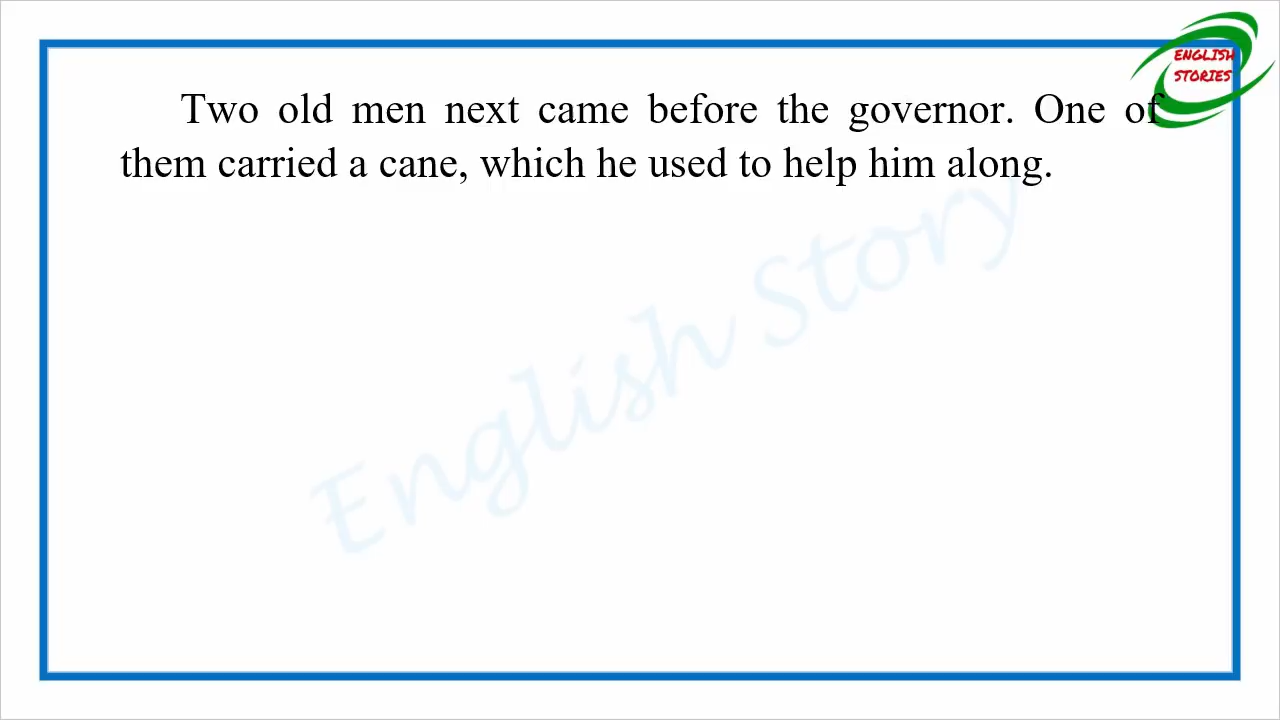 ENGLISH
STORIES
Two old men next came before the governor. One of
them carried a cane, which he used to help him along.
English Story